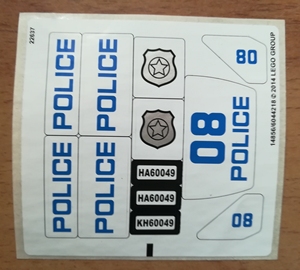 22637
POLICE
POLICE
POLICE
POLICE
HA60049
HA60049
KH60049
80
08
POLICE
08
14856/6044218 ©2014 LEGO GROUP